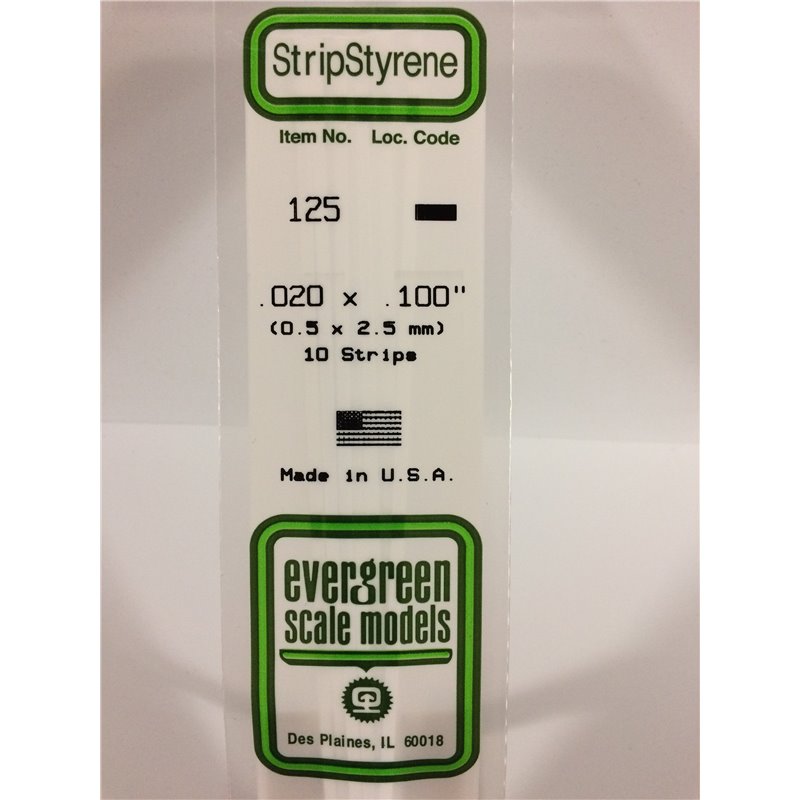 StripStyrene
Item No. Loc. Code
125
.020 x .100"
(0.5 x 2.5 mm)
10 Strips
Made in U.S.A.
evergreen
scale models
Des Plaines, IL 60018